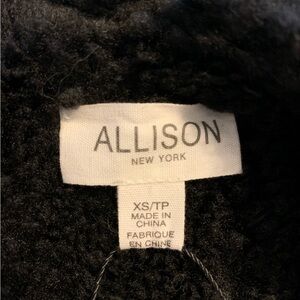 ALLISON
NEW YORK
XS/TP
MADE IN
CHINA
FABRIQUE
EN CHINE